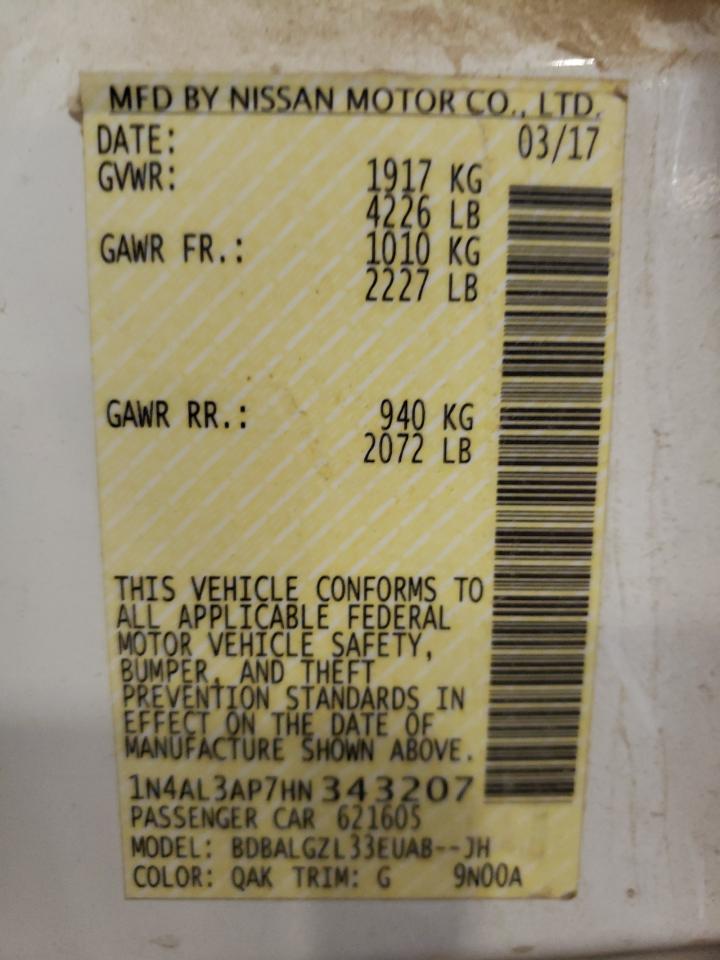 MFD BY NISSAN MOTOR CO., LTD.
DATE: 03/17
GVWR: 1917 KG
4226 LB
GAWR FR.: 1010 KG
2227 LB
GAWR RR.: 940 KG
2072 LB
THIS VEHICLE CONFORMS TO
ALL APPLICABLE FEDERAL
MOTOR VEHICLE SAFETY,
BUMPER, AND THEFT
PREVENTION STANDARDS IN
EFFECT ON THE DATE OF
MANUFACTURE SHOWN ABOVE.
1N4AL3AP7HN343207
PASSENGER CAR 621605
MODEL: BDBALGZL33EUAB--JH
COLOR: QAK TRIM: G 9N00A